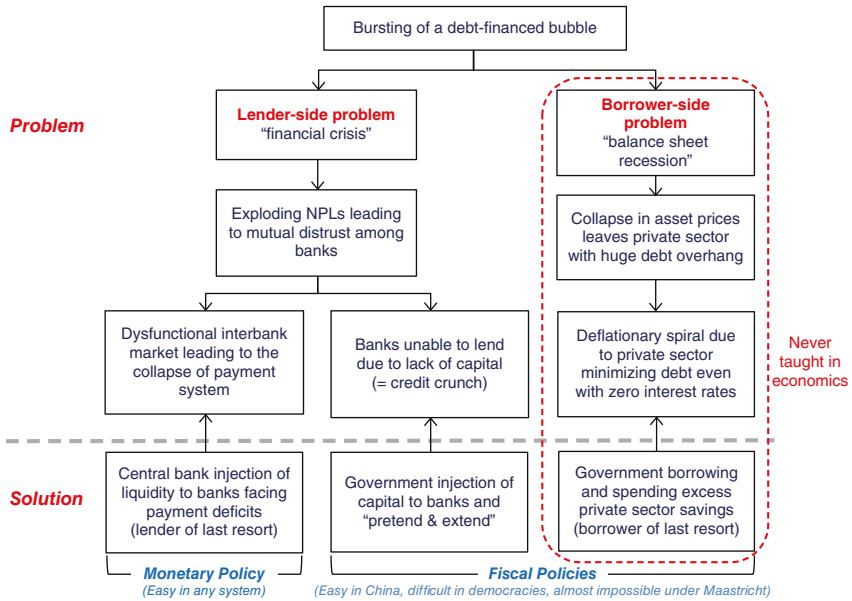 Bursting of a debt-financed bubble
Problem
Lender-side problem
“financial crisis”
Borrower-side
problem
“balance sheet
recession”
Exploding NPLs leading
to mutual distrust among
banks
Collapse in asset prices
leaves private sector
with huge debt overhang
Dysfunctional interbank
market leading to the
collapse of payment
system
Banks unable to lend
due to lack of capital
(= credit crunch)
Deflationary spiral due
to private sector
minimizing debt even
with zero interest rates
Never
taught in
economics
Solution
Central bank injection of
liquidity to banks facing
payment deficits
(lender of last resort)
Government injection of
capital to banks and
“pretend & extend”
Government borrowing
and spending excess
private sector savings
(borrower of last resort)
Monetary Policy
(Easy in any system)
Fiscal Policies
(Easy in China, difficult in democracies, almost impossible under Maastricht)